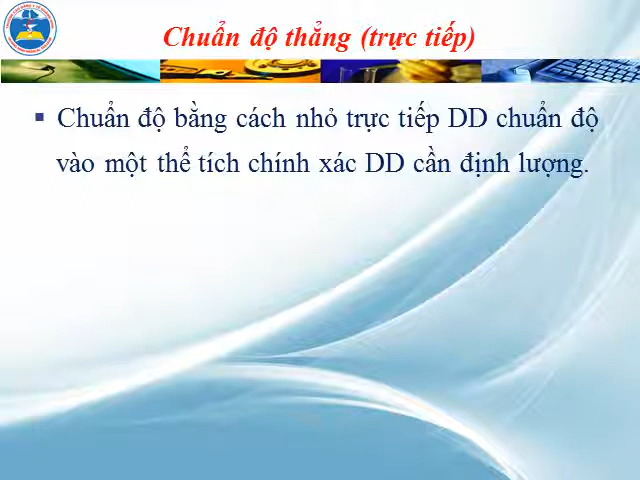 Chuẩn độ thẳng (trực tiếp)
▪ Chuẩn độ bằng cách nhỏ trực tiếp DD chuẩn độ
vào một thể tích chính xác DD cần định lượng.